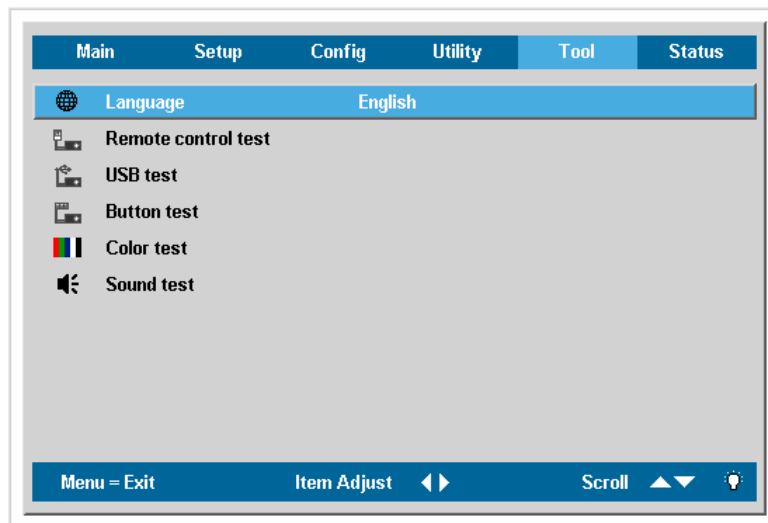 Main Setup Config Utility Tool Status
Language English
Remote control test
USB test
Button test
Color test
Sound test
Menu = Exit Item Adjust Scroll